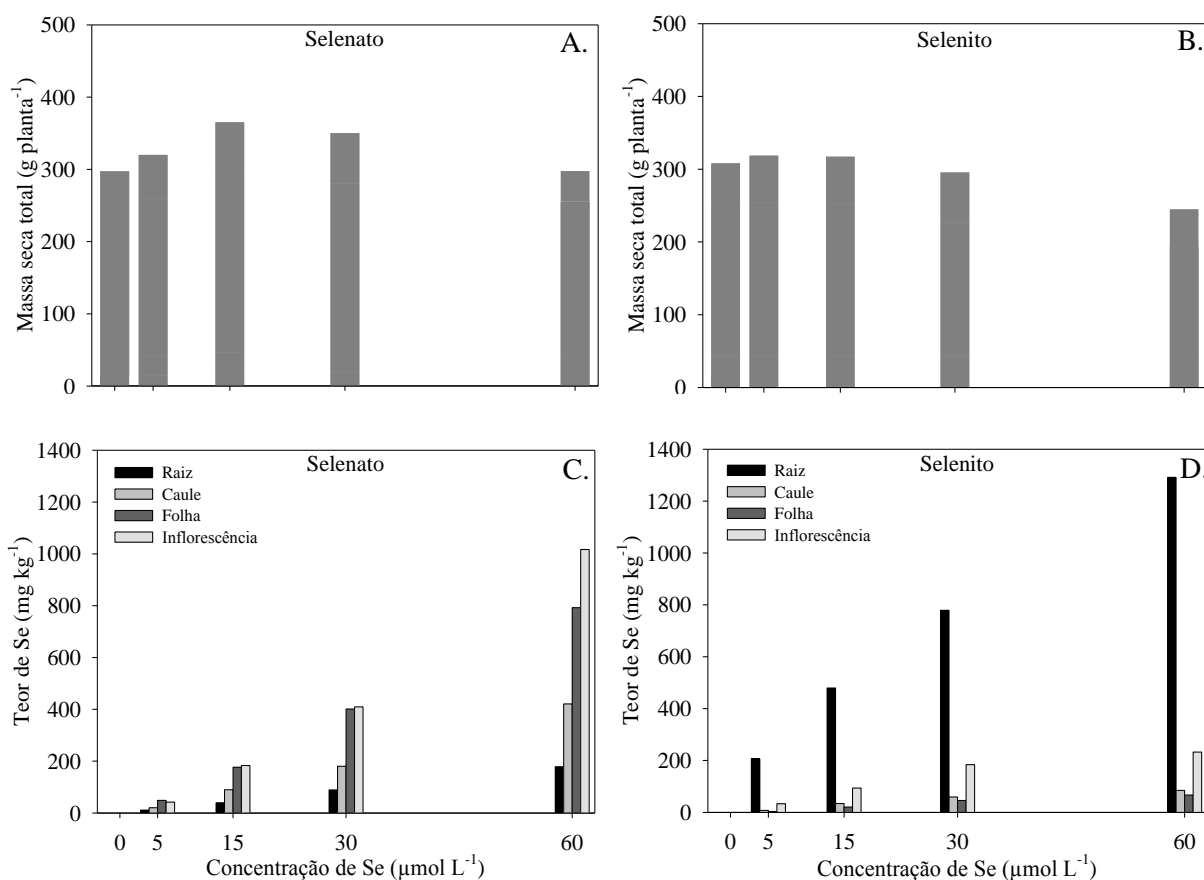 Selenato
A.
500
400
300
200
100
0
Massa seca total (g planta⁻¹)
Selenito
B.
500
400
300
200
100
0
Massa seca total (g planta⁻¹)
Selenato
C.
1400
1200
1000
800
600
400
200
0
Teor de Se (mg kg⁻¹)
Raiz
Caule
Folha
Inflorescência
0 5 15 30 60
Concentração de Se (µmol L⁻¹)
Selenito
D.
1400
1200
1000
800
600
400
200
0
Teor de Se (mg kg⁻¹)
Raiz
Caule
Folha
Inflorescência
0 5 15 30 60
Concentração de Se (µmol L⁻¹)